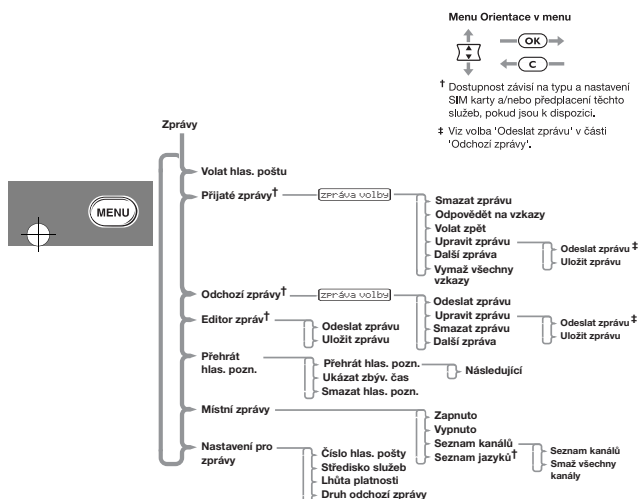 Menu Orientace v menu
OK
C
† Dostupnost závisí na typu a nastavení
SIM karty a/nebo předplacení těchto
služeb, pokud jsou k dispozici.
‡ Viz volba 'Odeslat zprávu' v části
'Odchozí zprávy'.
MENU
Zprávy
Volat hlas. poštu
Přijaté zprávy†
zpráva volby
Smazat zprávu
Odpovědět na vzkazy
Volat zpět
Upravit zprávu
Další zpráva
Vymaž všechny
vzkazy
Odeslat zprávu ‡
Uložit zprávu
Odchozí zprávy†
zpráva volby
Odeslat zprávu
Upravit zprávu
Smazat zprávu
Další zpráva
Odeslat zprávu ‡
Uložit zprávu
Editor zpráv†
Odeslat zprávu
Uložit zprávu
Přehrát
hlas. pozn.
Přehrát hlas. pozn.
Ukázat zbýv. čas
Smazat hlas. pozn.
Následující
Místní zprávy
Zapnuto
Vypnuto
Seznam kanálů
Seznam jazyků†
Seznam kanálů
Smaž všechny
kanály
Nastavení pro
zprávy
Číslo hlas. pošty
Středisko služeb
Lhůta platnosti
Druh odchozí zprávy